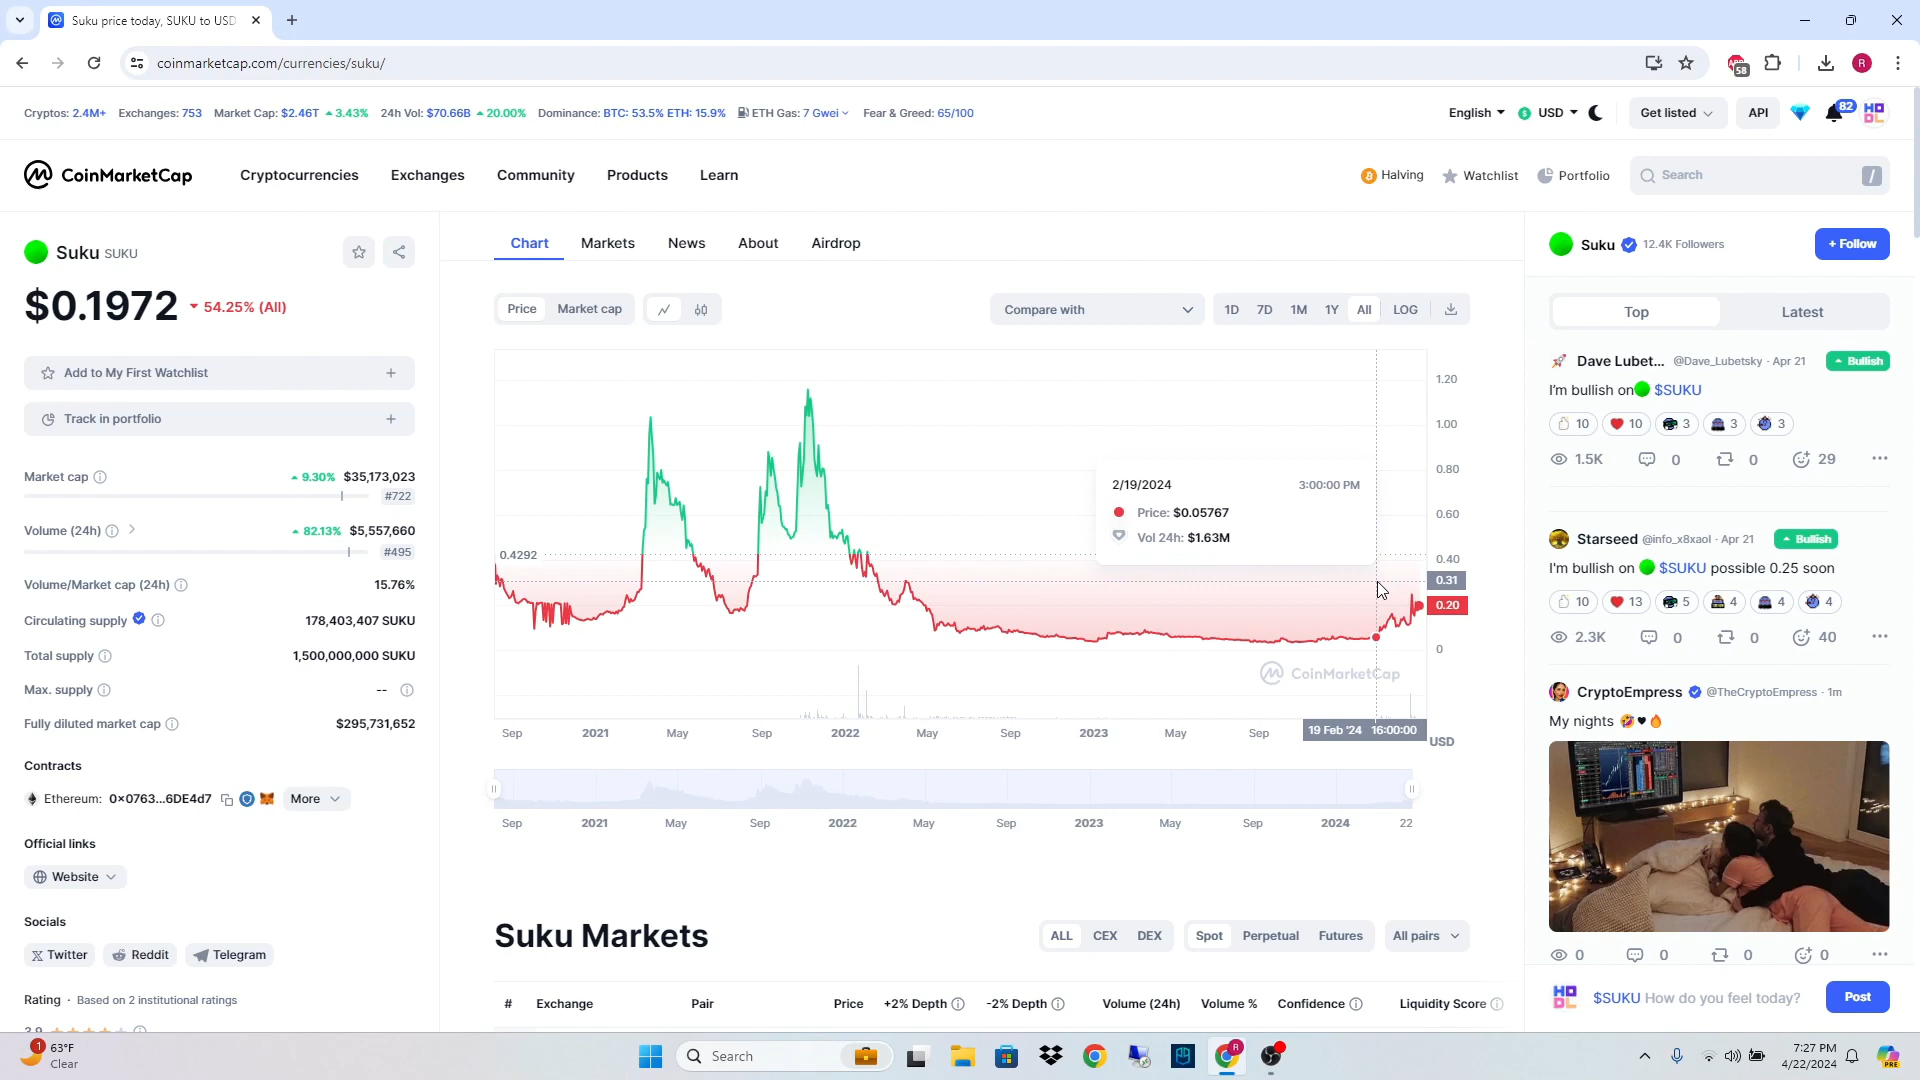 Suku price today, SUKU to USD
coinmarketcap.com/currencies/suku/
58
R
Cryptos: 2.4M+ Exchanges: 753 Market Cap: $2.46T 3.43% 24h Vol: $70.66B 20.00% Dominance: BTC: 53.5% ETH: 15.9% ETH Gas: 7 Gwei Fear & Greed: 65/100
English USD Get listed API 82
CoinMarketCap
Cryptocurrencies Exchanges Community Products Learn
Halving Watchlist Portfolio Search /
Suku SUKU
$0.1972 54.25% (All)
Add to My First Watchlist +
Track in portfolio +
Market cap 9.30% $35,173,023
#722
Volume (24h) 82.13% $5,557,660
#495
Volume/Market cap (24h) 15.76%
Circulating supply 178,403,407 SUKU
Total supply 1,500,000,000 SUKU
Max. supply --
Fully diluted market cap $295,731,652
Contracts
Ethereum: 0x0763...6DE4d7 More
Official links
Website
Socials
Twitter Reddit Telegram
Rating · Based on 2 institutional ratings
3.9
Chart Markets News About Airdrop
Price Market cap
Compare with 1D 7D 1M 1Y All LOG
1.20
1.00
0.80
0.60
0.40
0.31
0.20
0
0.4292
2/19/2024 3:00:00 PM
Price: $0.05767
Vol 24h: $1.63M
CoinMarketCap
Sep 2021 May Sep 2022 May Sep 2023 May Sep 19 Feb '24 16:00:00
USD
Sep 2021 May Sep 2022 May Sep 2023 May Sep 2024 22
Suku Markets
ALL CEX DEX Spot Perpetual Futures All pairs
# Exchange Pair Price +2% Depth -2% Depth Volume (24h) Volume % Confidence Liquidity Score
Suku 12.4K Followers + Follow
Top Latest
Dave Lubet... @Dave_Lubetsky · Apr 21 Bullish
I'm bullish on $SUKU
10 10 3 3 3
1.5K 0 0 29
Starseed @info_x8xaol · Apr 21 Bullish
I'm bullish on $SUKU possible 0.25 soon
10 13 5 4 4 4
2.3K 0 0 40
CryptoEmpress @TheCryptoEmpress · 1m
My nights
0 0 0 0
HODL $SUKU How do you feel today? Post
1
63°F
Clear
Search
R
7:27 PM
4/22/2024
PRE